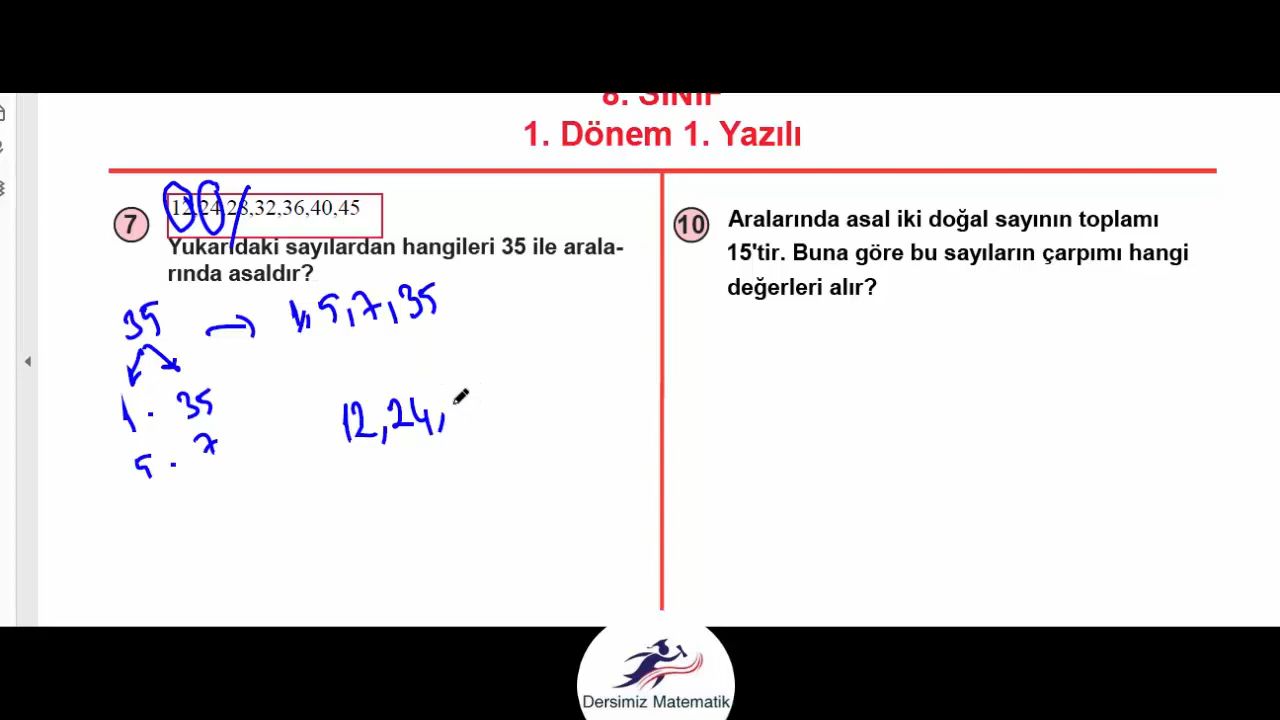 8. SINIF
1. Dönem 1. Yazılı
7
12,24,28,32,36,40,45
Yukarıdaki sayılardan hangileri 35 ile arala-
rında asaldır?
35 → 1, 5, 7, 35
1 . 35
5 . 7
12, 24,
10
Aralarında asal iki doğal sayının toplamı
15'tir. Buna göre bu sayıların çarpımı hangi
değerleri alır?
Dersimiz Matematik